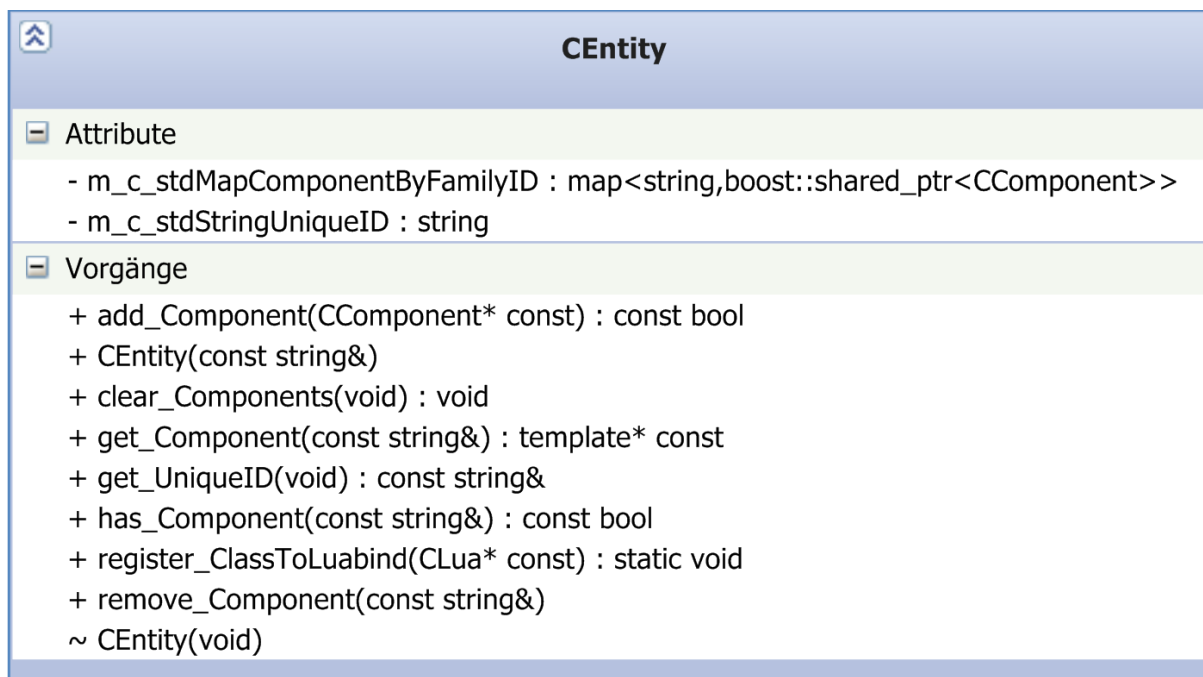 CEntity
Attribute
- m_c_stdMapComponentByFamilyID : map<string,boost::shared_ptr<CComponent>>
- m_c_stdStringUniqueID : string
Vorgänge
+ add_Component(CComponent* const) : const bool
+ CEntity(const string&)
+ clear_Components(void) : void
+ get_Component(const string&) : template* const
+ get_UniqueID(void) : const string&
+ has_Component(const string&) : const bool
+ register_ClassToLuabind(CLua* const) : static void
+ remove_Component(const string&)
~ CEntity(void)